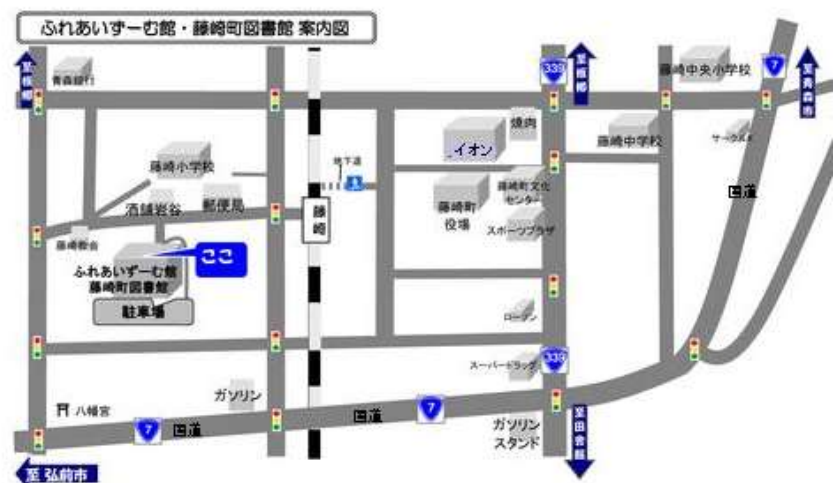 ふれあいずーむ館・藤崎町図書館 案内図
至 板柳
青森銀行
339
至 板柳
藤崎中央小学校
7
至 青森市
焼肉
イオン
藤崎中学校
サークルK
藤崎小学校
地下道
国道
酒舗岩谷
郵便局
藤崎
藤崎町
役場
藤崎町文化
センター
スポーツプラザ
藤崎教会
ここ
ふれあいずーむ館
藤崎町図書館
駐車場
ローソン
スーパードラッグ
339
ガソリン
八幡宮
国道
7
国道
7
ガソリン
スタンド
至 田舎館
至 弘前市